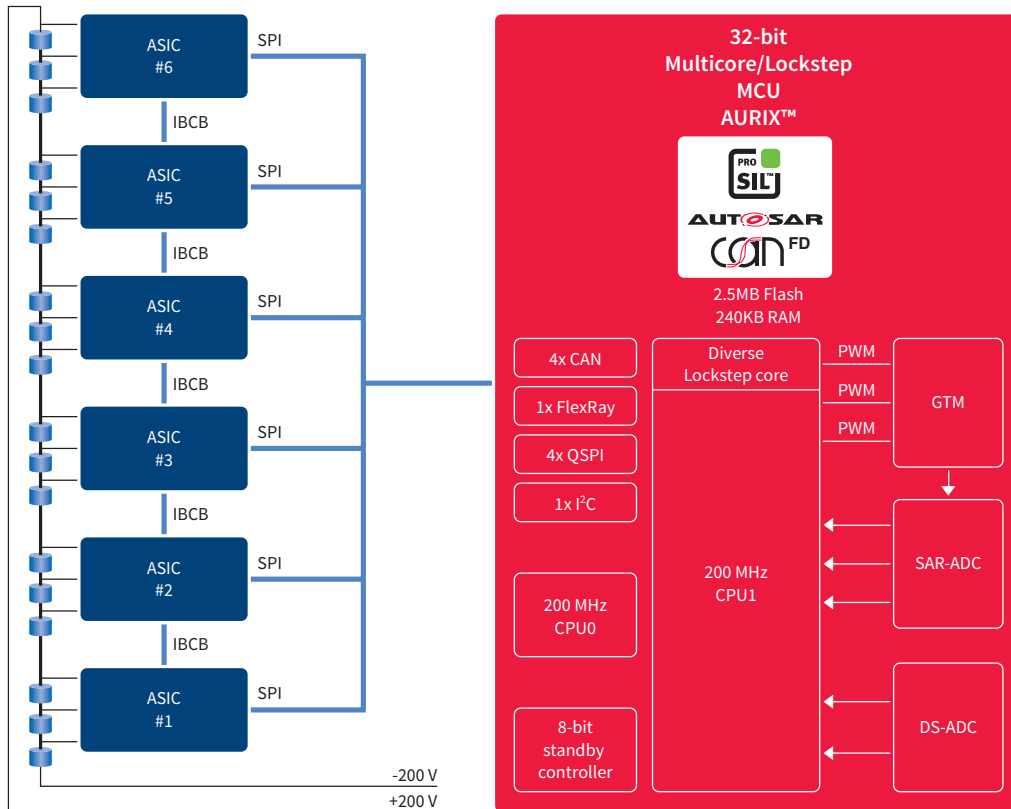 ASIC
#6
SPI
IBCB
ASIC
#5
SPI
IBCB
ASIC
#4
SPI
IBCB
ASIC
#3
SPI
IBCB
ASIC
#2
SPI
IBCB
ASIC
#1
SPI
-200 V
+200 V
32-bit
Multicore/Lockstep
MCU
AURIX™
PRO
SIL™
AUTOSAR
CAN FD
2.5MB Flash
240KB RAM
4x CAN
1x FlexRay
4x QSPI
1x I²C
200 MHz
CPU0
8-bit
standby
controller
Diverse
Lockstep core
200 MHz
CPU1
PWM
PWM
PWM
GTM
SAR-ADC
DS-ADC